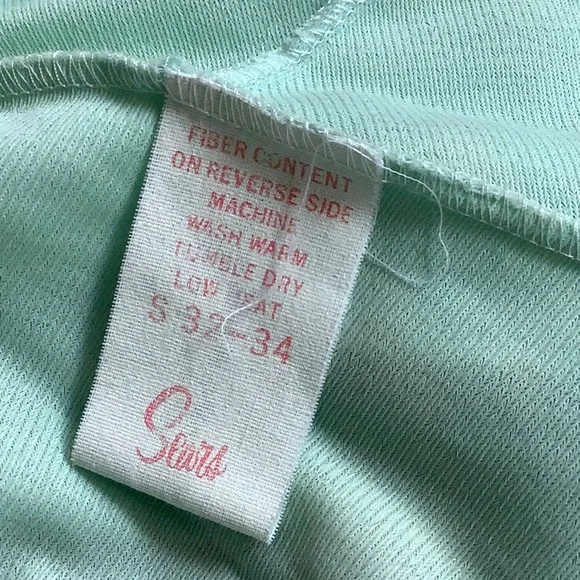 FIBER CONTENT
ON REVERSE SIDE
MACHINE
WASH WARM
TUMBLE DRY
LOW HEAT
S 32-34
Sears